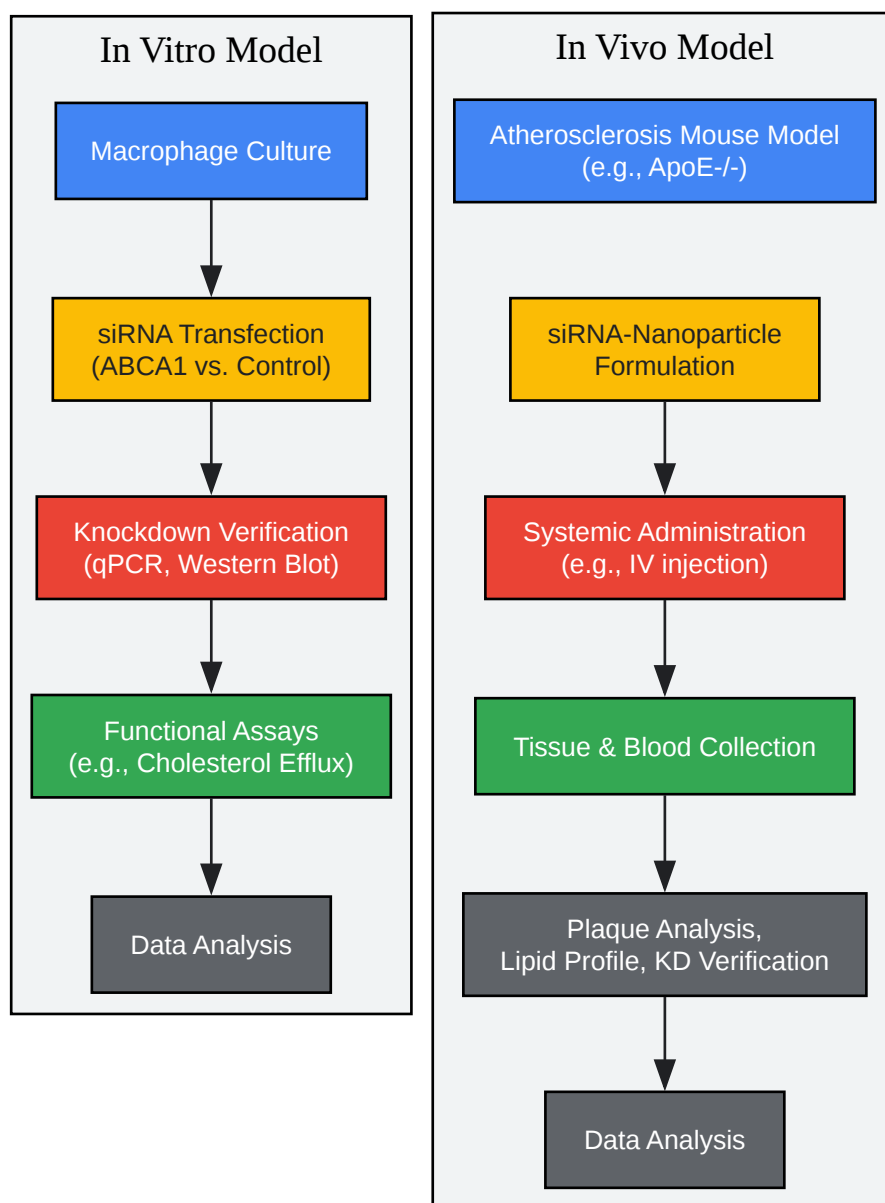 In Vitro Model
Macrophage Culture
siRNA Transfection
(ABCA1 vs. Control)
Knockdown Verification
(qPCR, Western Blot)
Functional Assays
(e.g., Cholesterol Efflux)
Data Analysis
In Vivo Model
Atherosclerosis Mouse Model
(e.g., ApoE-/-)
siRNA-Nanoparticle
Formulation
Systemic Administration
(e.g., IV injection)
Tissue & Blood Collection
Plaque Analysis,
Lipid Profile, KD Verification
Data Analysis